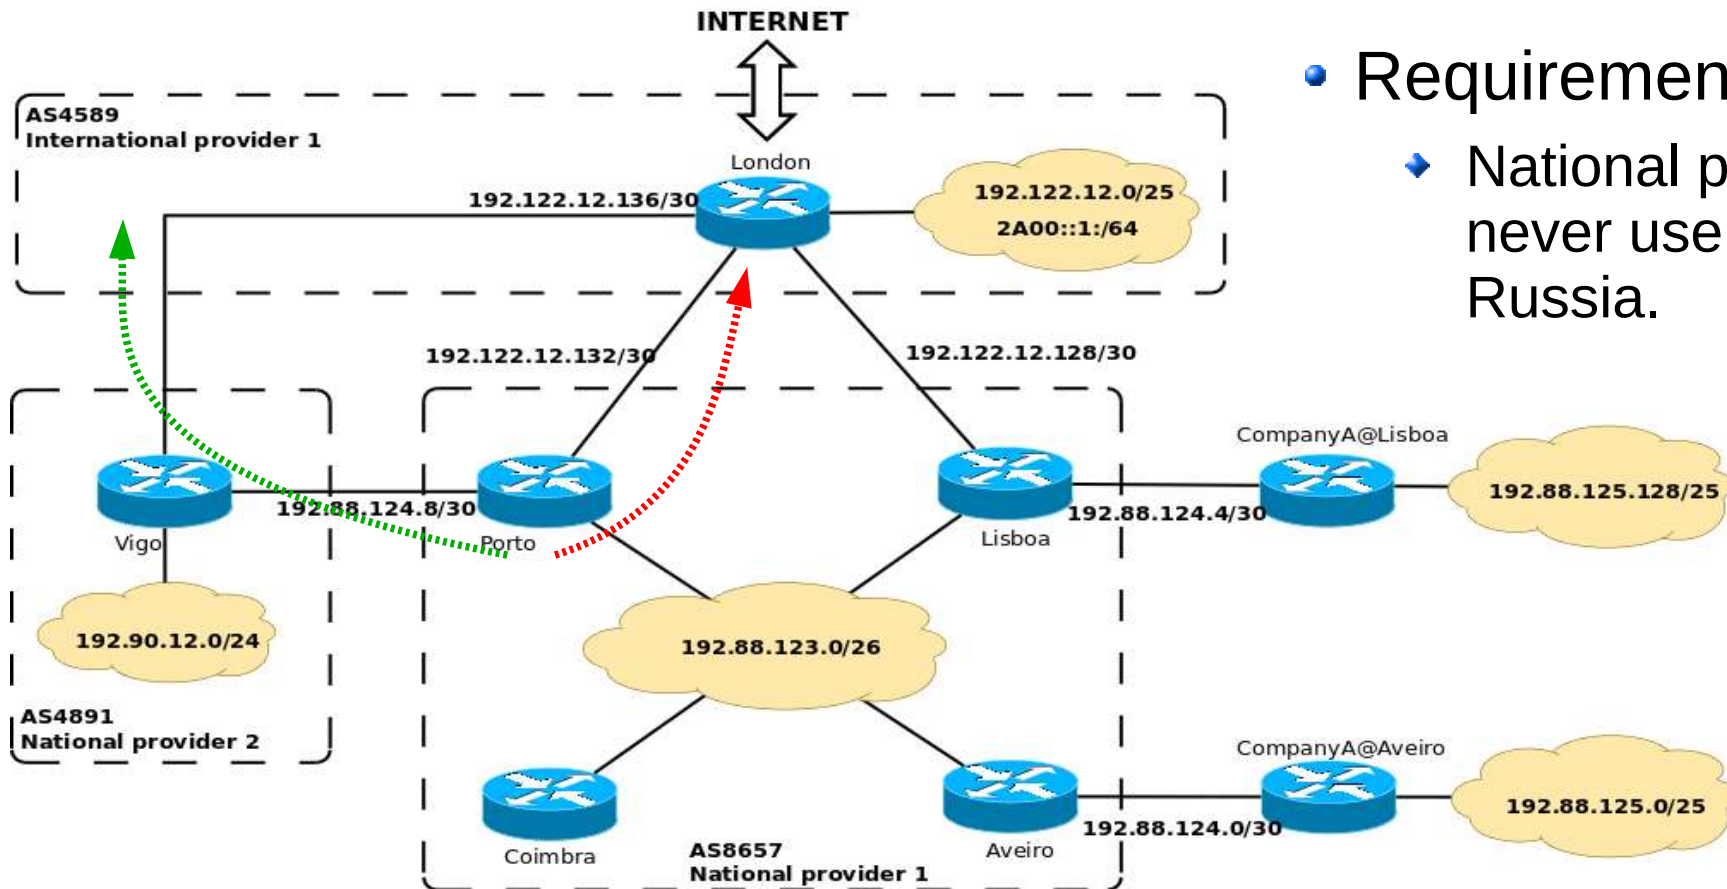 INTERNET
Requiremen
National p
never use
Russia.
AS4589
International provider 1
London
192.122.12.136/30
192.122.12.0/25
2A00::1:/64
192.122.12.132/30
192.122.12.128/30
CompanyA@Lisboa
192.88.125.128/25
192.88.124.8/30
192.88.124.4/30
Vigo
Porto
Lisboa
192.90.12.0/24
192.88.123.0/26
AS4891
National provider 2
CompanyA@Aveiro
192.88.125.0/25
192.88.124.0/30
Coimbra
Aveiro
AS8657
National provider 1